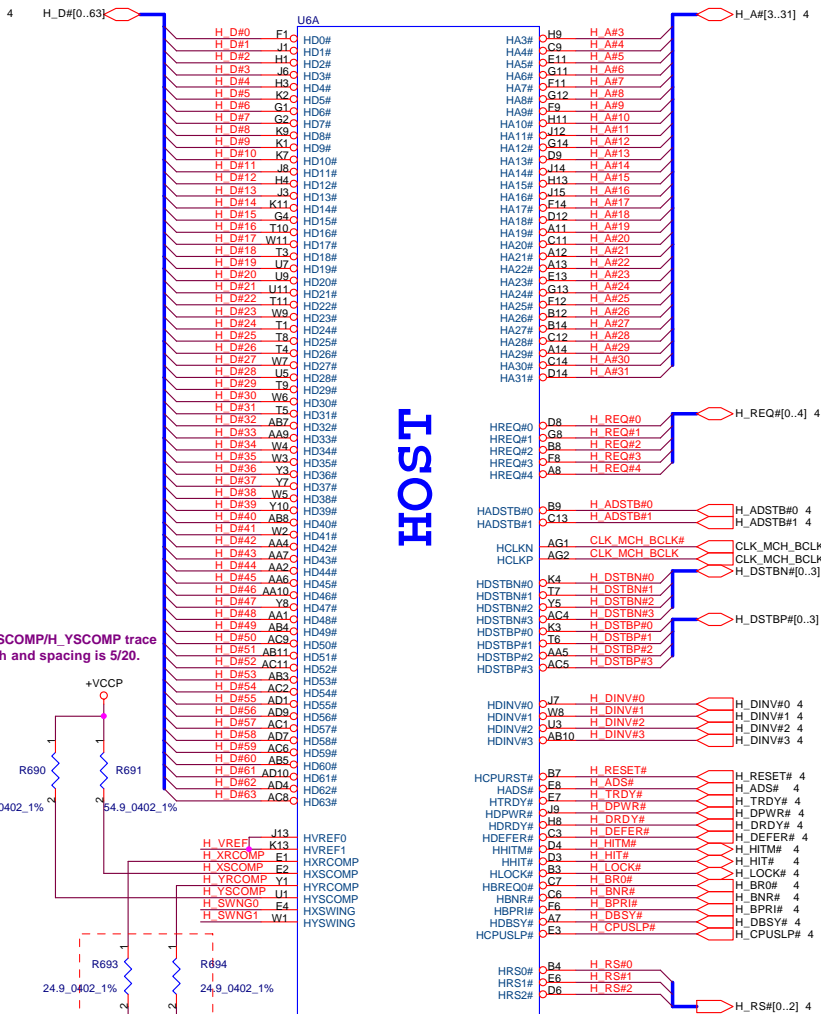 4 H_D#[0..63] U6A H_A#[3..31] 4
H_D#0 F1 HD0# HA3# H9 H_A#3
H_D#1 J1 HD1# HA4# C9 H_A#4
H_D#2 H1 HD2# HA5# E11 H_A#5
H_D#3 J6 HD3# HA6# G11 H_A#6
H_D#4 H3 HD4# HA7# F11 H_A#7
H_D#5 K2 HD5# HA8# G12 H_A#8
H_D#6 G1 HD6# HA9# F9 H_A#9
H_D#7 G2 HD7# HA10# H11 H_A#10
H_D#8 K9 HD8# HA11# J12 H_A#11
H_D#9 K1 HD9# HA12# G14 H_A#12
H_D#10 K7 HD10# HA13# D9 H_A#13
H_D#11 J8 HD11# HA14# J14 H_A#14
H_D#12 H4 HD12# HA15# H13 H_A#15
H_D#13 J3 HD13# HA16# J15 H_A#16
H_D#14 K11 HD14# HA17# F14 H_A#17
H_D#15 G4 HD15# HA18# D12 H_A#18
H_D#16 T10 HD16# HA19# A11 H_A#19
H_D#17 W11 HD17# HA20# C11 H_A#20
H_D#18 T3 HD18# HA21# A12 H_A#21
H_D#19 U7 HD19# HA22# A13 H_A#22
H_D#20 U9 HD20# HA23# E13 H_A#23
H_D#21 U11 HD21# HA24# G13 H_A#24
H_D#22 T11 HD22# HA25# F12 H_A#25
H_D#23 W9 HD23# HA26# B12 H_A#26
H_D#24 T1 HD24# HA27# B14 H_A#27
H_D#25 T8 HD25# HA28# C12 H_A#28
H_D#26 T4 HD26# HA29# A14 H_A#29
H_D#27 W7 HD27# HA30# C14 H_A#30
H_D#28 U5 HD28# HA31# D14 H_A#31
H_D#29 T9 HD29#
H_D#30 W6 HD30#
H_D#31 T5 HD31#
H_D#32 AB7 HD32# HREQ#0 D8 H_REQ#0 H_REQ#[0..4] 4
H_D#33 AA9 HD33# HREQ#1 G8 H_REQ#1
H_D#34 W4 HD34# HREQ#2 B8 H_REQ#2
H_D#35 W3 HD35# HREQ#3 F8 H_REQ#3
H_D#36 Y3 HD36# HREQ#4 A8 H_REQ#4
H_D#37 Y7 HD37#
H_D#38 W5 HD38#
H_D#39 Y10 HD39# HADSTB#0 B9 H_ADSTB#0 H_ADSTB#0 4
H_D#40 AB8 HD40# HADSTB#1 C13 H_ADSTB#1 H_ADSTB#1 4
H_D#41 W2 HD41#
H_D#42 AA4 HD42# HCLKN AG1 CLK_MCH_BCLK# CLK_MCH_BCLK
H_D#43 AA7 HD43# HCLKP AG2 CLK_MCH_BCLK CLK_MCH_BCLK
H_D#44 AA2 HD44# H_DSTBN#[0..3]
H_D#45 AA6 HD45# HDSTBN#0 K4 H_DSTBN#0
H_D#46 AA10 HD46# HDSTBN#1 T7 H_DSTBN#1
H_D#47 Y8 HD47# HDSTBN#2 Y5 H_DSTBN#2
H_D#48 AA1 HD48# HDSTBN#3 AC4 H_DSTBN#3
H_D#49 AB4 HD49# HDSTBP#0 K3 H_DSTBP#0 H_DSTBP#[0..3]
H_D#50 AC9 HD50# HDSTBP#1 T6 H_DSTBP#1
H_D#51 AB11 HD51# HDSTBP#2 AA5 H_DSTBP#2
H_D#52 AC11 HD52# HDSTBP#3 AC5 H_DSTBP#3
H_D#53 AB3 HD53#
H_D#54 AC2 HD54#
H_D#55 AD1 HD55# HDINV#0 J7 H_DINV#0 H_DINV#0 4
H_D#56 AD9 HD56# HDINV#1 W8 H_DINV#1 H_DINV#1 4
H_D#57 AC1 HD57# HDINV#2 U3 H_DINV#2 H_DINV#2 4
H_D#58 AD7 HD58# HDINV#3 AB10 H_DINV#3 H_DINV#3 4
H_D#59 AC6 HD59#
H_D#60 AB5 HD60#
H_D#61 AD10 HD61# HCPURST# B7 H_RESET# H_RESET# 4
H_D#62 AD4 HD62# HADS# E8 H_ADS# H_ADS# 4
H_D#63 AC8 HD63# HTRDY# E7 H_TRDY# H_TRDY# 4
HDPWR# J9 H_DPWR# H_DPWR# 4
HDRDY# H8 H_DRDY# H_DRDY# 4
J13 HVREF0 HDEFER# C3 H_DEFER# H_DEFER# 4
H_VREF K13 HVREF1 HHITM# D4 H_HITM# H_HITM# 4
H_XRCOMP E1 HXRCOMP HHIT# D3 H_HIT# H_HIT# 4
H_XSCOMP E2 HXSCOMP HLOCK# B3 H_LOCK# H_LOCK# 4
H_YRCOMP Y1 HYRCOMP HBREQ0# C7 H_BR0# H_BR0# 4
H_YSCOMP U1 HYSCOMP HBNR# C6 H_BNR# H_BNR# 4
H_SWNG0 E4 HXSWING HBPRI# F6 H_BPRI# H_BPRI# 4
H_SWNG1 W1 HYSWING HDBSY# A7 H_DBSY# H_DBSY# 4
HCPUSLP# E3 H_CPUSLP# H_CPUSLP# 4
HRS0# B4 H_RS#0
HRS1# E6 H_RS#1
HRS2# D6 H_RS#2
H_RS#[0..2] 4
HOST
SCOMP/H_YSCOMP trace
h and spacing is 5/20.
+VCCP
1 1
R690 R691
2 2
0402_1% 54.9_0402_1%
1 1
R693 R694
24.9_0402_1% 24.9_0402_1%
2 2